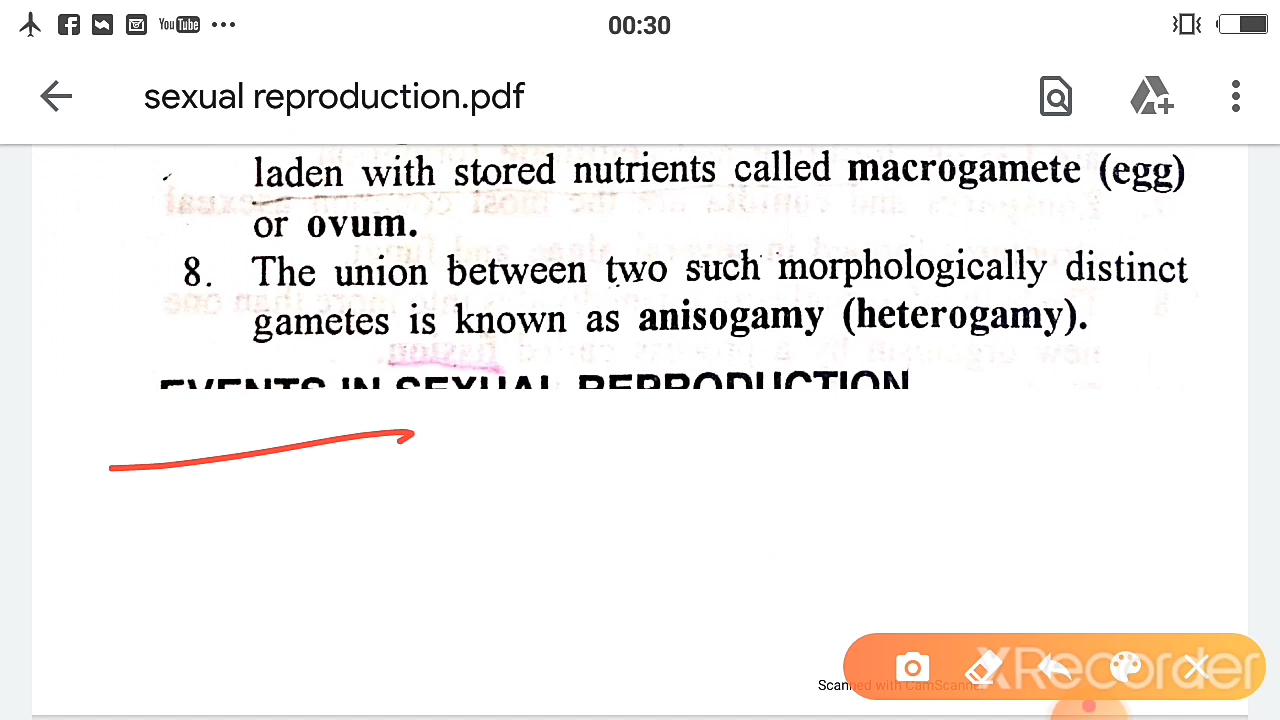 YouTube ••• 00:30
sexual reproduction.pdf
laden with stored nutrients called macrogamete (egg)
or ovum.
8. The union between two such morphologically distinct
gametes is known as anisogamy (heterogamy).
EVENTS IN SEXUAL REPRODUCTION
XRecorder
Scanned with CamScanner